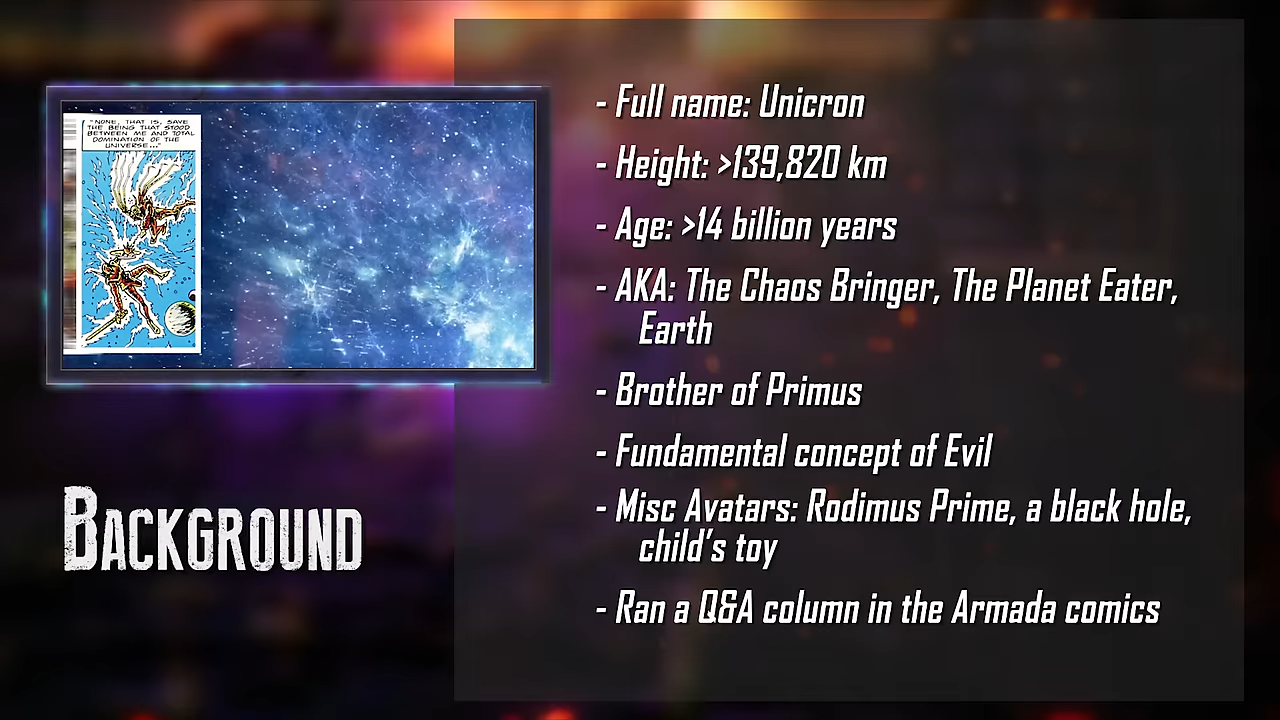 "NONE, THAT IS, SAVE
THE BEING THAT STOOD
BETWEEN ME AND TOTAL
DOMINATION OF THE
UNIVERSE..."
- Full name: Unicron
- Height: >139,820 km
- Age: >14 billion years
- AKA: The Chaos Bringer, The Planet Eater,
Earth
- Brother of Primus
- Fundamental concept of Evil
- Misc Avatars: Rodimus Prime, a black hole,
child's toy
- Ran a Q&A column in the Armada comics
BACKGROUND